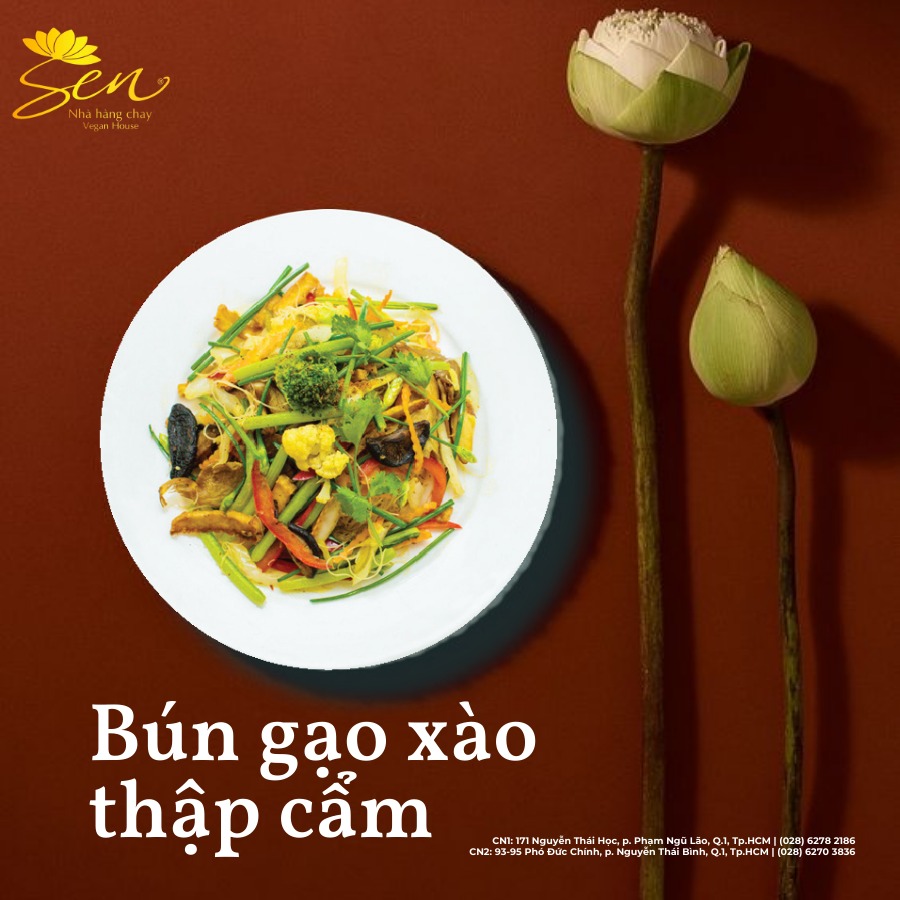 Sen®
Nhà hàng chay
Vegan House
Bún gạo xào
thập cẩm
CN1: 171 Nguyễn Thái Học, p. Phạm Ngũ Lão, Q.1, Tp.HCM | (028) 6278 2186
CN2: 93-95 Phó Đức Chính, p. Nguyễn Thái Bình, Q.1, Tp.HCM | (028) 6270 3836